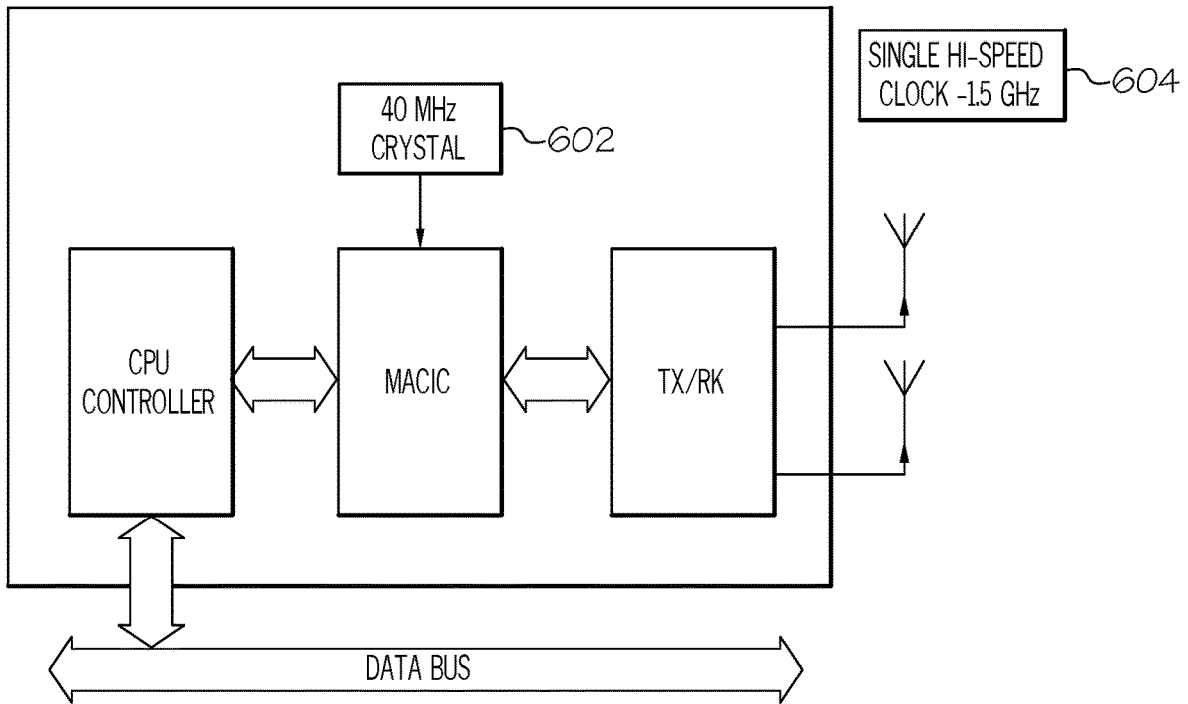 40 MHz
CRYSTAL
602
SINGLE HI-SPEED
CLOCK -1.5 GHz
604
CPU
CONTROLLER
MACIC
TX/RK
DATA BUS